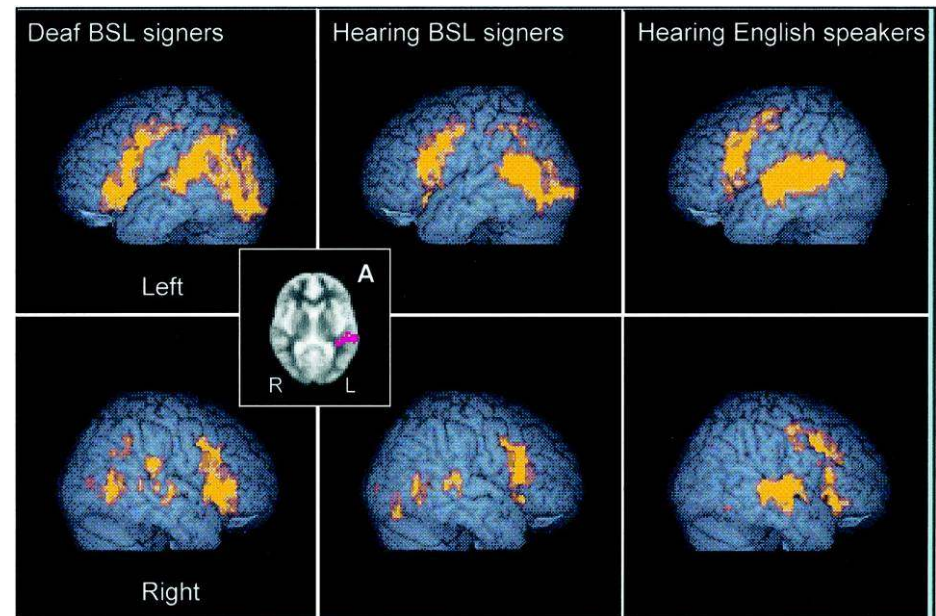 Deaf BSL signers
Hearing BSL signers
Hearing English speakers
Left
A
R L
Right